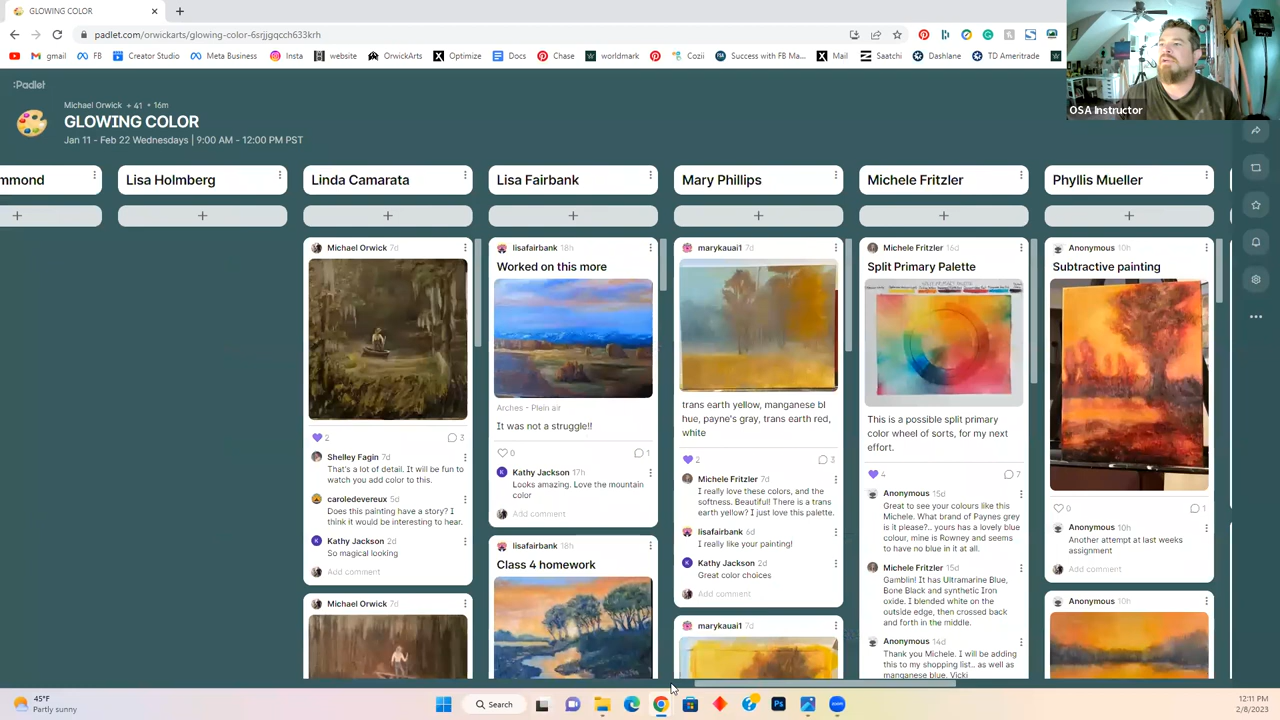 GLOWING COLOR
padlet.com/orwickarts/glowing-color-6srjjgqcch633krh
gmail
FB
Creator Studio
Meta Business
Insta
website
OrwickArts
Optimize
Docs
Chase
worldmark
Cozii
Success with FB Ma...
Mail
Saatchi
Dashlane
TD Ameritrade
OSA Instructor
:Padlet
Michael Orwick + 41 • 16m
GLOWING COLOR
Jan 11 - Feb 22 Wednesdays | 9:00 AM - 12:00 PM PST
mmond
Lisa Holmberg
Linda Camarata
Lisa Fairbank
Mary Phillips
Michele Fritzler
Phyllis Mueller
Michael Orwick 7d
2
3
Shelley Fagin 7d
That's a lot of detail. It will be fun to
watch you add color to this.
caroledevereux 5d
Does this painting have a story? I
think it would be interesting to hear.
Kathy Jackson 2d
So magical looking
Add comment
Michael Orwick 7d
lisafairbank 18h
Worked on this more
Arches - Plein air
It was not a struggle!!
0
1
Kathy Jackson 17h
Looks amazing. Love the mountain
color
Add comment
lisafairbank 18h
Class 4 homework
marykauai1 7d
trans earth yellow, manganese bl
hue, payne's gray, trans earth red,
white
2
3
Michele Fritzler 7d
I really love these colors, and the
softness. Beautiful! There is a trans
earth yellow? I just love this palette.
lisafairbank 6d
I really like your painting!
Kathy Jackson 2d
Great color choices
Add comment
marykauai1 7d
Michele Fritzler 16d
Split Primary Palette
This is a possible split primary
color wheel of sorts, for my next
effort.
4
7
Anonymous 15d
Great to see your colours like this
Michele. What brand of Paynes grey
is it please?.. yours has a lovely blue
colour, mine is Rowney and seems
to have no blue in it at all.
Michele Fritzler 15d
Gamblin! It has Ultramarine Blue,
Bone Black and synthetic Iron
oxide. I blended white on the
outside edge, then crossed back
and forth in the middle.
Anonymous 14d
Thank you Michele. I will be adding
this to my shopping list.. as well as
manganese blue. Vicki
Anonymous 10h
Subtractive painting
0
1
Anonymous 10h
Another attempt at last weeks
assignment
Add comment
Anonymous 10h
45°F
Partly sunny
Search
12:11 PM
2/8/2023